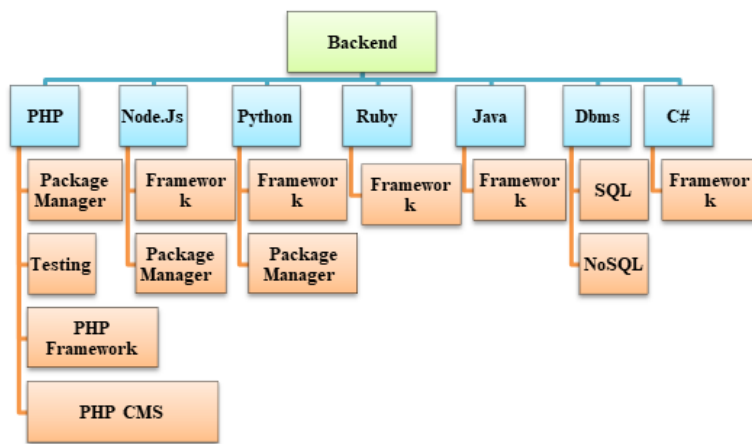 Backend
PHP
Node.Js
Python
Ruby
Java
Dbms
C#
Package
Manager
Framewor
k
Framewor
k
Framewor
k
Framewor
k
SQL
Framewor
k
Testing
Package
Manager
Package
Manager
NoSQL
PHP
Framework
PHP CMS